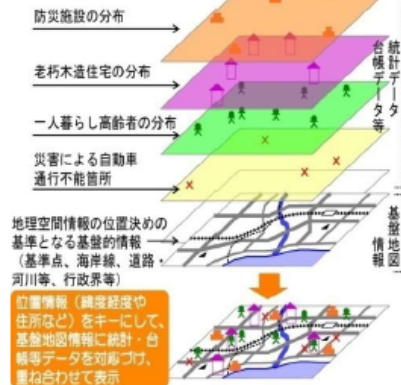 防災施設の分布
老朽木造住宅の分布
一人暮らし高齢者の分布
災害による自動車
通行不能箇所
統計データ
台帳データ等
地理空間情報の位置決めの
基準となる基盤的情報
（基準点、海岸線、道路・
河川等、行政界等）
基盤地図
情報
位置情報（緯度経度や
住所など）をキーにして、
基盤地図情報に統計・台
帳等データを対応づけ、
重ね合わせて表示